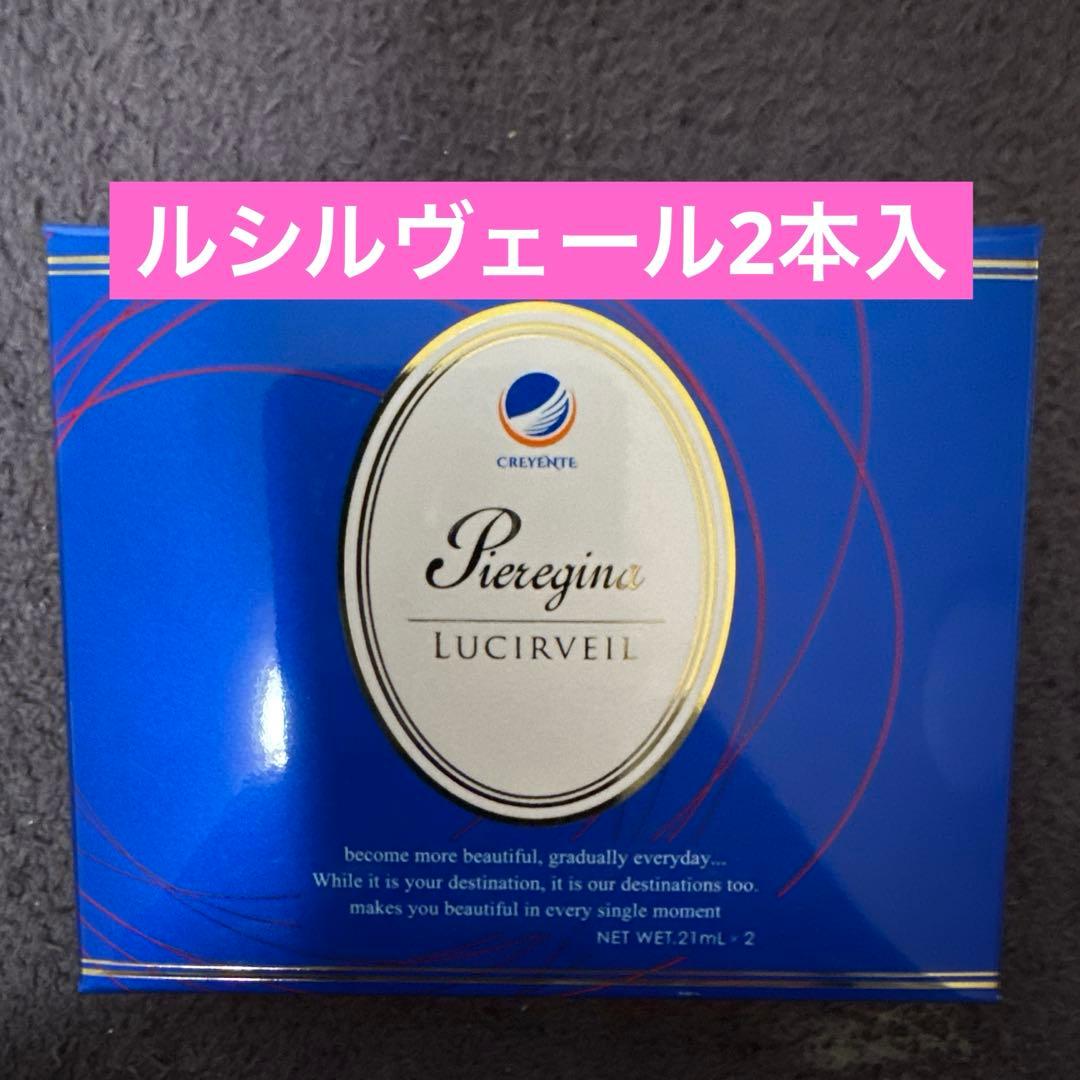 ルシルヴェール2本入
CREYENTE
Pieregina
LUCIRVEIL
become more beautiful, gradually everyday...
While it is your destination, it is our destinations too.
makes you beautiful in every single moment
NET WET.21mL×2